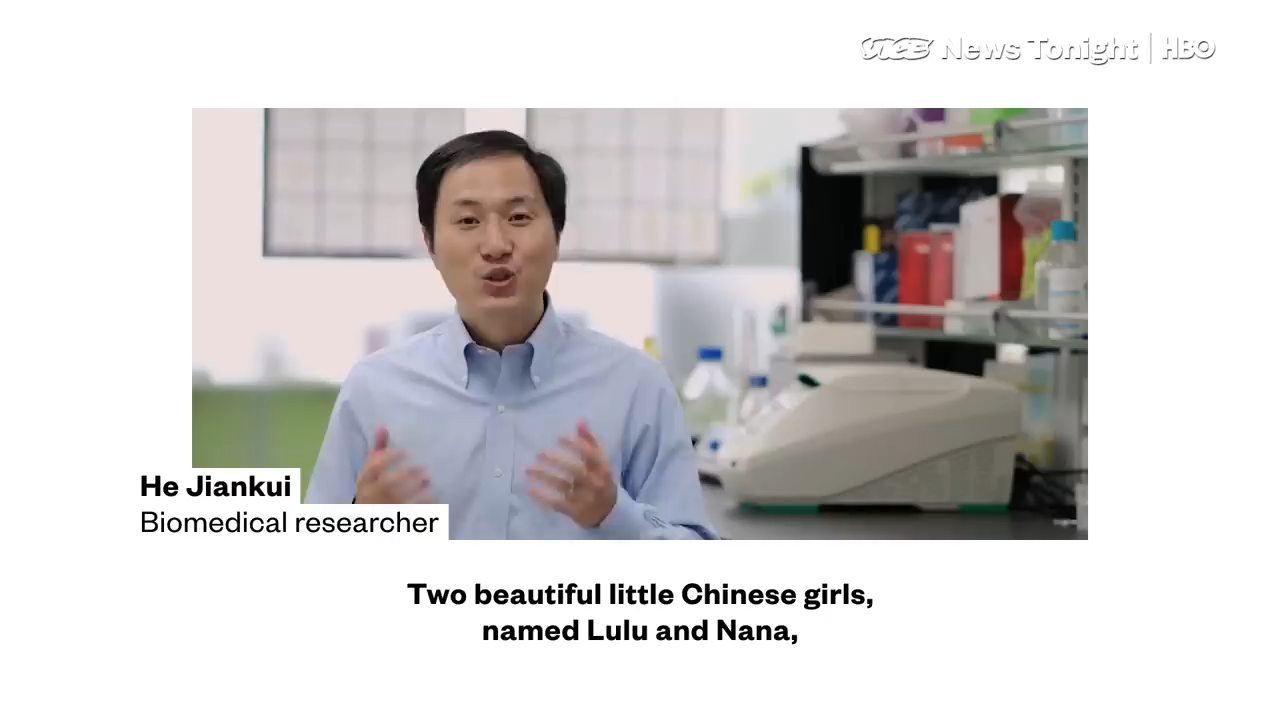 VICE News Tonight | HBO
He Jiankui
Biomedical researcher
Two beautiful little Chinese girls,
named Lulu and Nana,